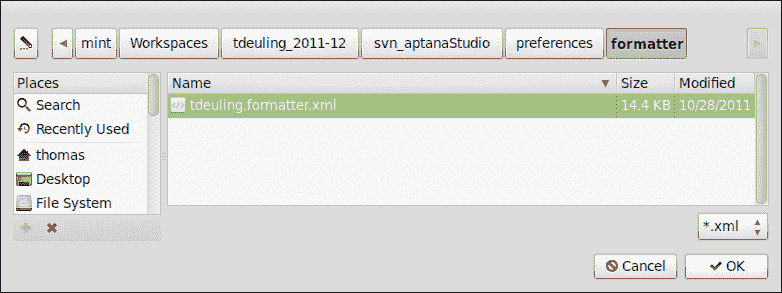 mint Workspaces tdeuling_2011-12 svn_aptanaStudio preferences formatter
Places
Search
Recently Used
thomas
Desktop
File System
Name Size Modified
tdeuling.formatter.xml 14.4 KB 10/28/2011
*.xml
Cancel OK